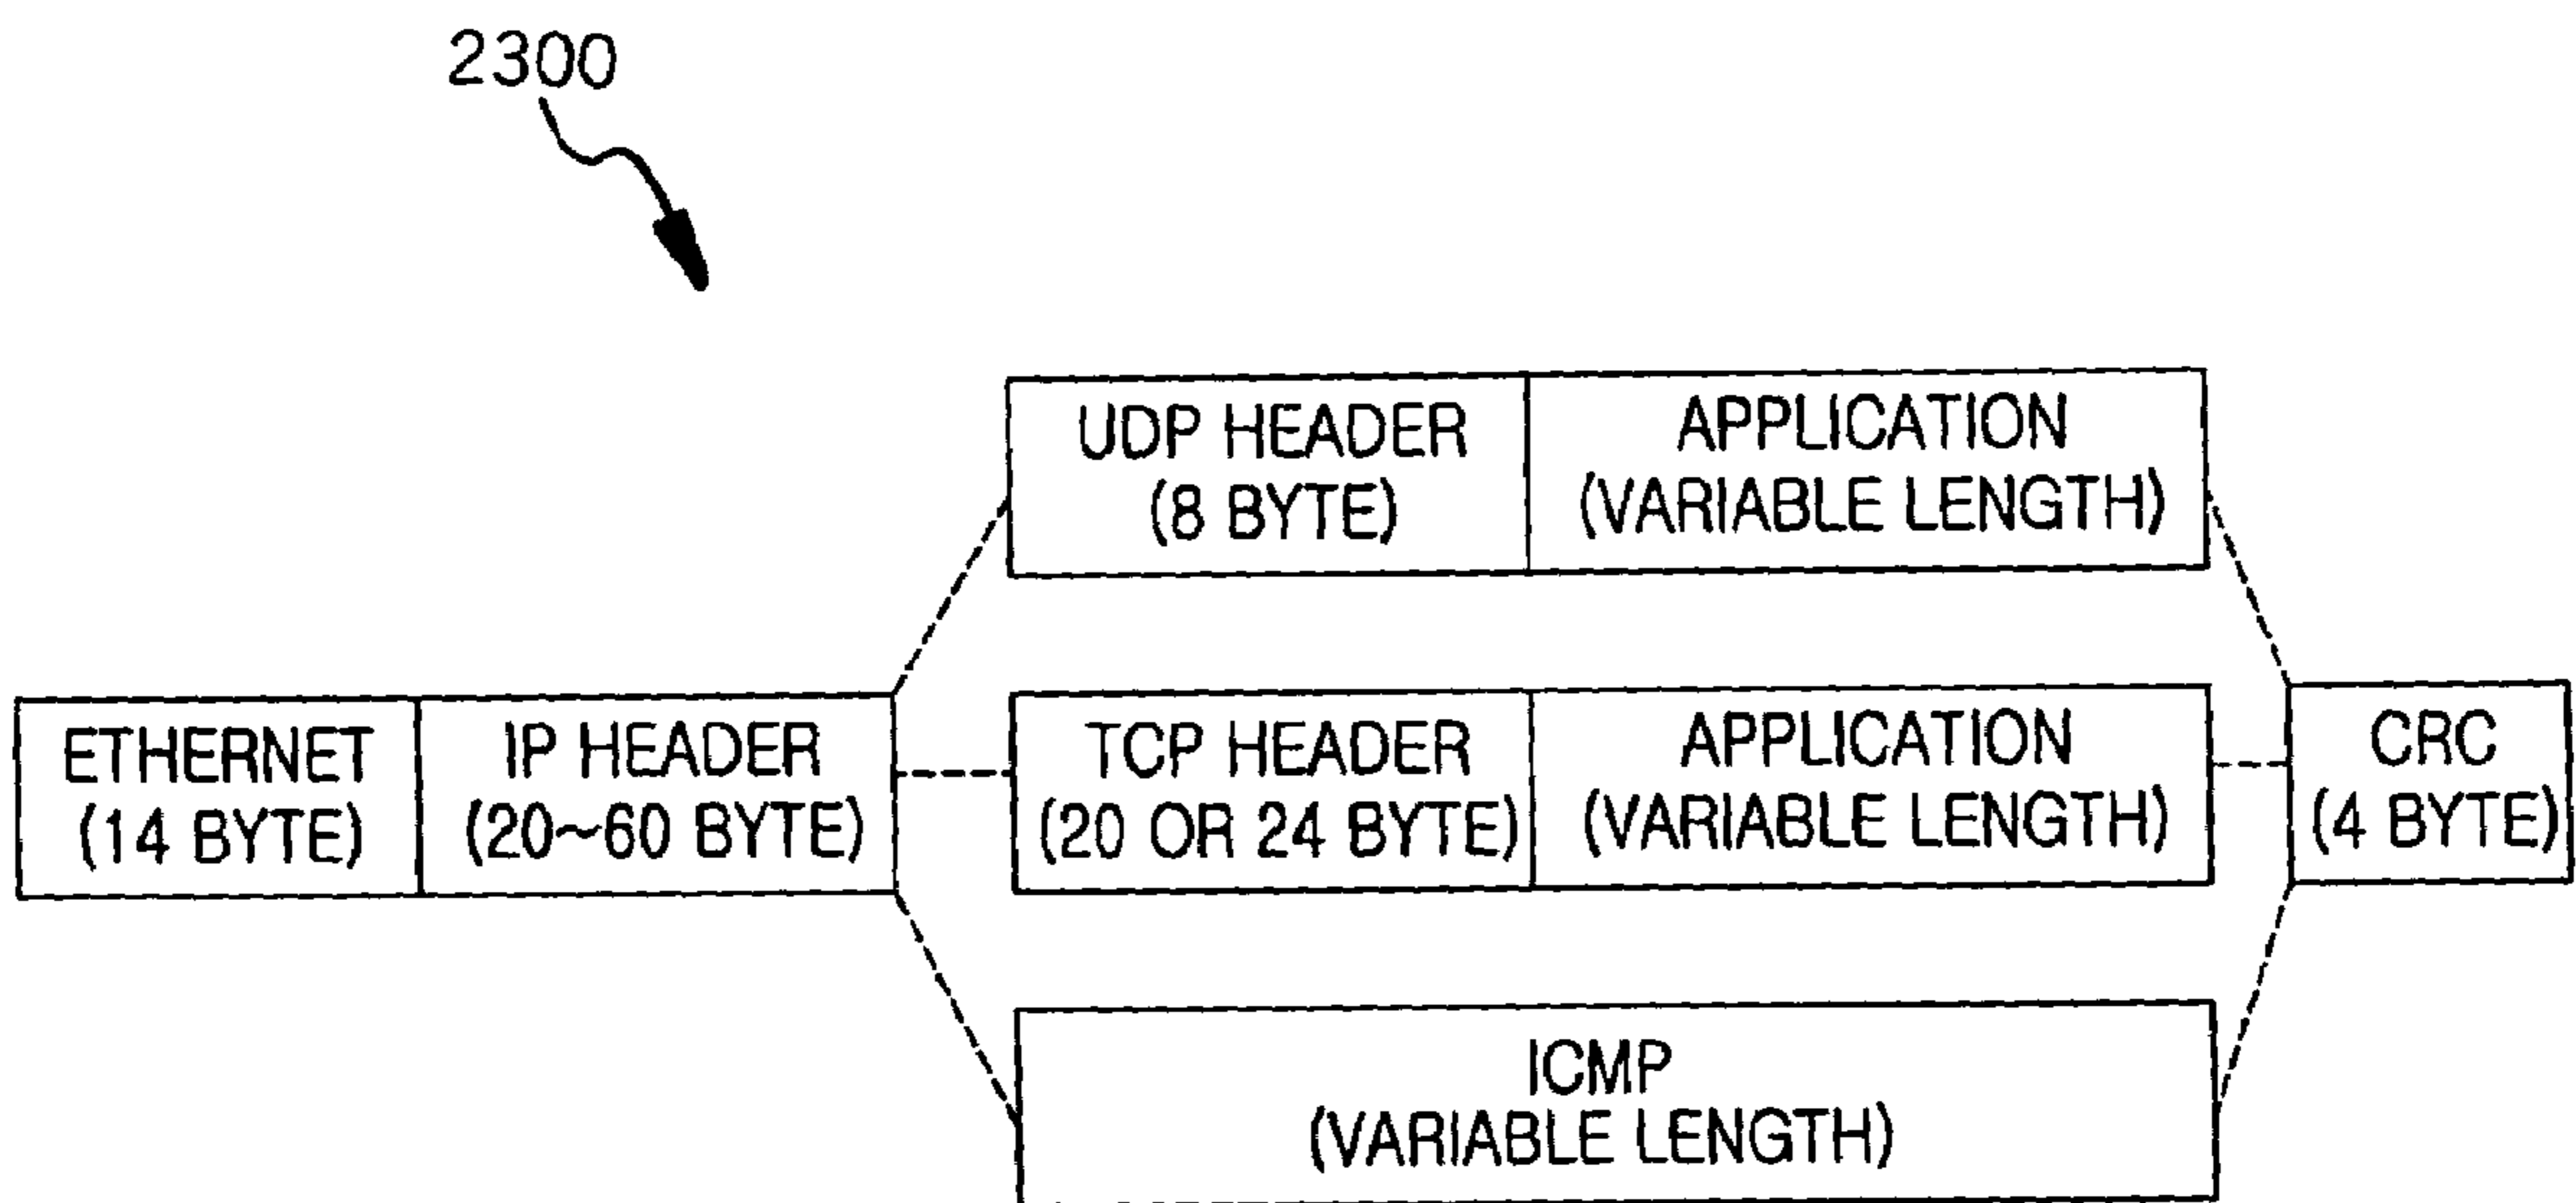 2300
UDP HEADER
(8 BYTE)
APPLICATION
(VARIABLE LENGTH)
ETHERNET
(14 BYTE)
IP HEADER
(20~60 BYTE)
TCP HEADER
(20 OR 24 BYTE)
APPLICATION
(VARIABLE LENGTH)
CRC
(4 BYTE)
ICMP
(VARIABLE LENGTH)